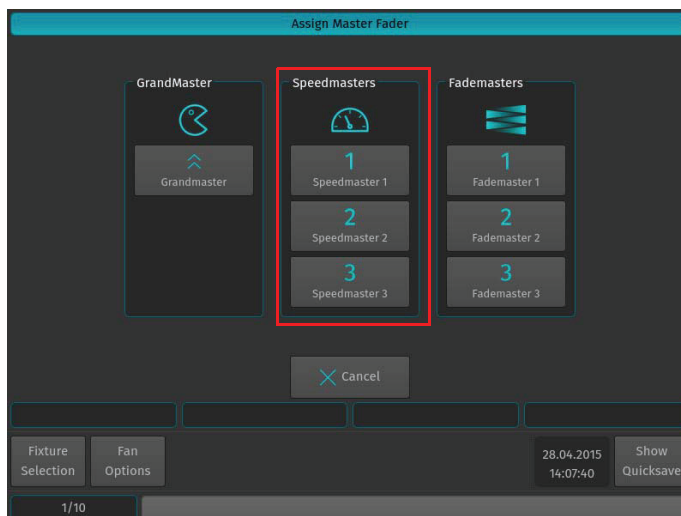 Assign Master Fader
GrandMaster
Speedmasters
Fademasters
Grandmaster
1
Speedmaster 1
1
Fademaster 1
2
Speedmaster 2
2
Fademaster 2
3
Speedmaster 3
3
Fademaster 3
Cancel
Fixture
Selection
Fan
Options
28.04.2015
14:07:40
Show
Quicksave
1/10